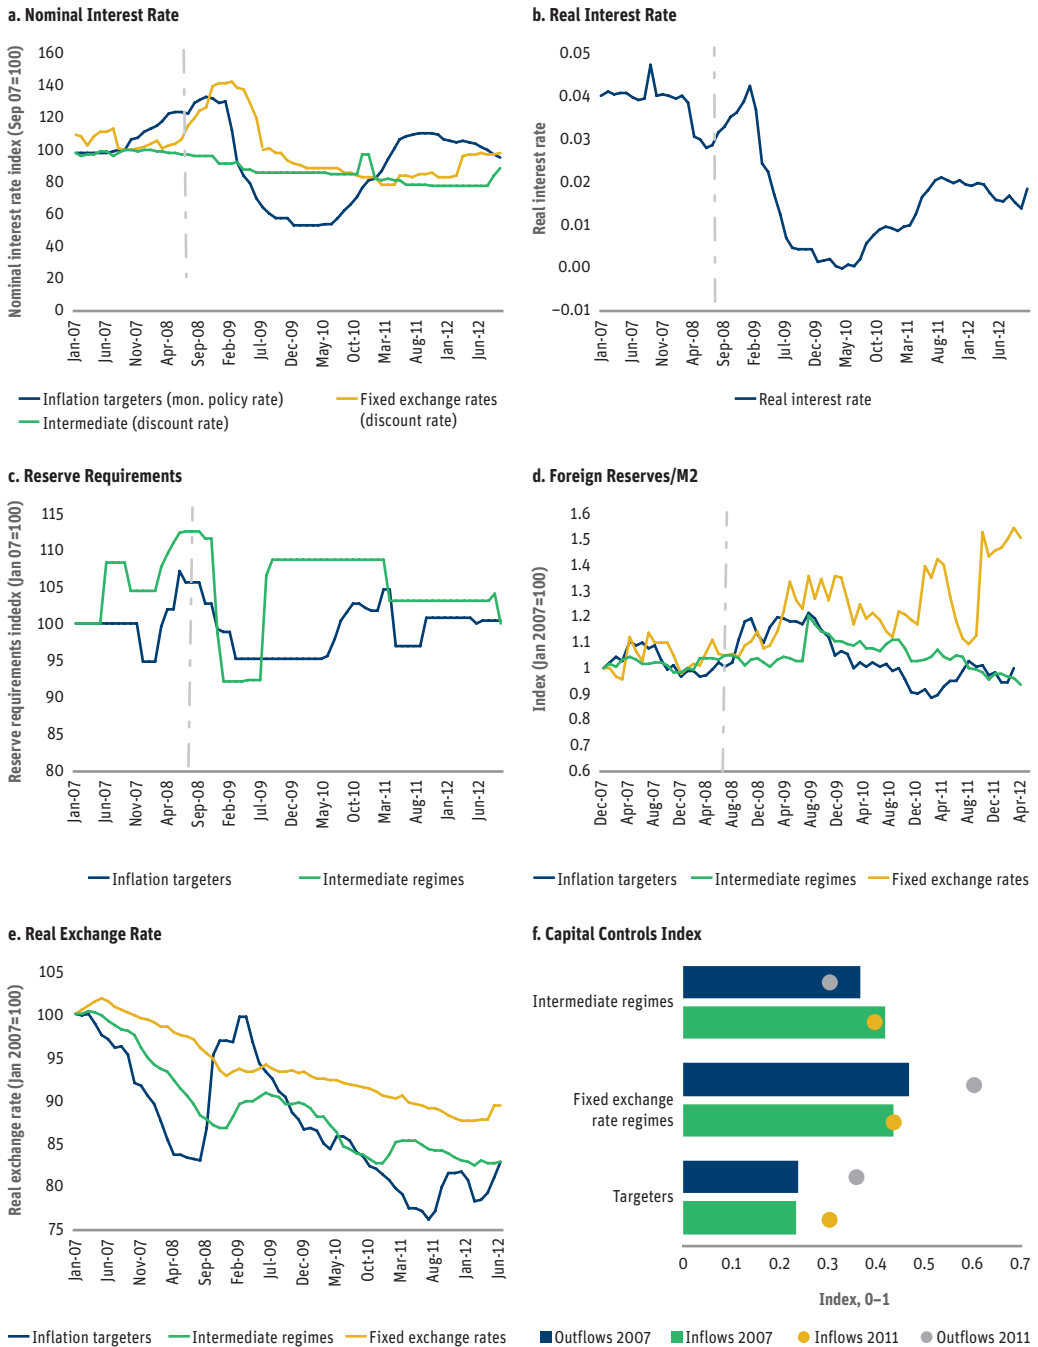 a. Nominal Interest Rate
Nominal interest rate index (Sep 07=100)
160
140
120
100
80
60
40
20
0
Jan-07
Jun-07
Nov-07
Apr-08
Sep-08
Feb-09
Jul-09
Dec-09
May-10
Oct-10
Mar-11
Aug-11
Jan-12
Jun-12
Inflation targeters (mon. policy rate)
Intermediate (discount rate)
Fixed exchange rates
(discount rate)
b. Real Interest Rate
Real interest rate
0.05
0.04
0.03
0.02
0.01
0.00
−0.01
Jan-07
Jun-07
Nov-07
Apr-08
Sep-08
Feb-09
Jul-09
Dec-09
May-10
Oct-10
Mar-11
Aug-11
Jan-12
Jun-12
Real interest rate
c. Reserve Requirements
Reserve requirements indedx (Jan 07=100)
115
110
105
100
95
90
85
80
Jan-07
Jun-07
Nov-07
Apr-08
Sep-08
Feb-09
Jul-09
Dec-09
May-10
Oct-10
Mar-11
Aug-11
Jan-12
Jun-12
Inflation targeters
Intermediate regimes
d. Foreign Reserves/M2
Index (Jan 2007=100)
1.6
1.5
1.4
1.3
1.2
1.1
1
0.9
0.8
0.7
0.6
Dec-07
Apr-07
Aug-07
Dec-07
Apr-08
Aug-08
Dec-08
Apr-09
Aug-09
Dec-09
Apr-10
Aug-10
Dec-10
Apr-11
Aug-11
Dec-11
Apr-12
Inflation targeters
Intermediate regimes
Fixed exchange rates
e. Real Exchange Rate
Real exchange rate (Jan 2007=100)
105
100
95
90
85
80
75
Jan-07
Jun-07
Nov-07
Apr-08
Sep-08
Feb-09
Jul-09
Dec-09
May-10
Oct-10
Mar-11
Aug-11
Jan-12
Jun-12
Inflation targeters
Intermediate regimes
Fixed exchange rates
f. Capital Controls Index
Intermediate regimes
Fixed exchange
rate regimes
Targeters
0
0.1
0.2
0.3
0.4
0.5
0.6
0.7
Index, 0–1
Outflows 2007
Inflows 2007
Inflows 2011
Outflows 2011